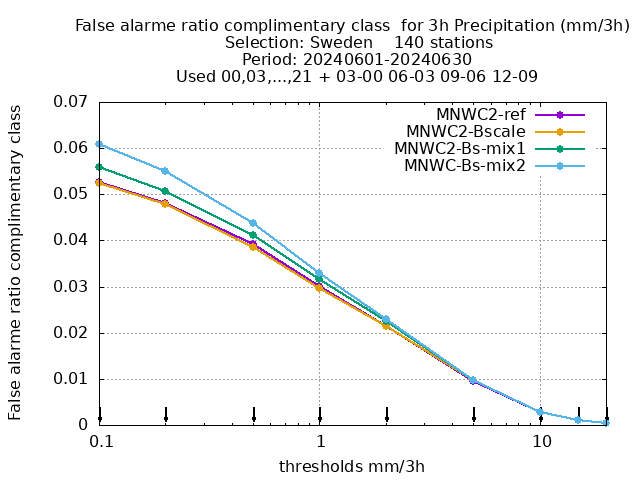 False alarme ratio complimentary class  for 3h Precipitation (mm/3h)
Selection: Sweden    140 stations
Period: 20240601-20240630
Used 00,03,...,21 + 03-00 06-03 09-06 12-09
False alarme ratio complimentary class
0.07
0.06
0.05
0.04
0.03
0.02
0.01
0
MNWC2-ref
MNWC2-Bscale
MNWC2-Bs-mix1
MNWC-Bs-mix2
0.1 1 10
thresholds mm/3h